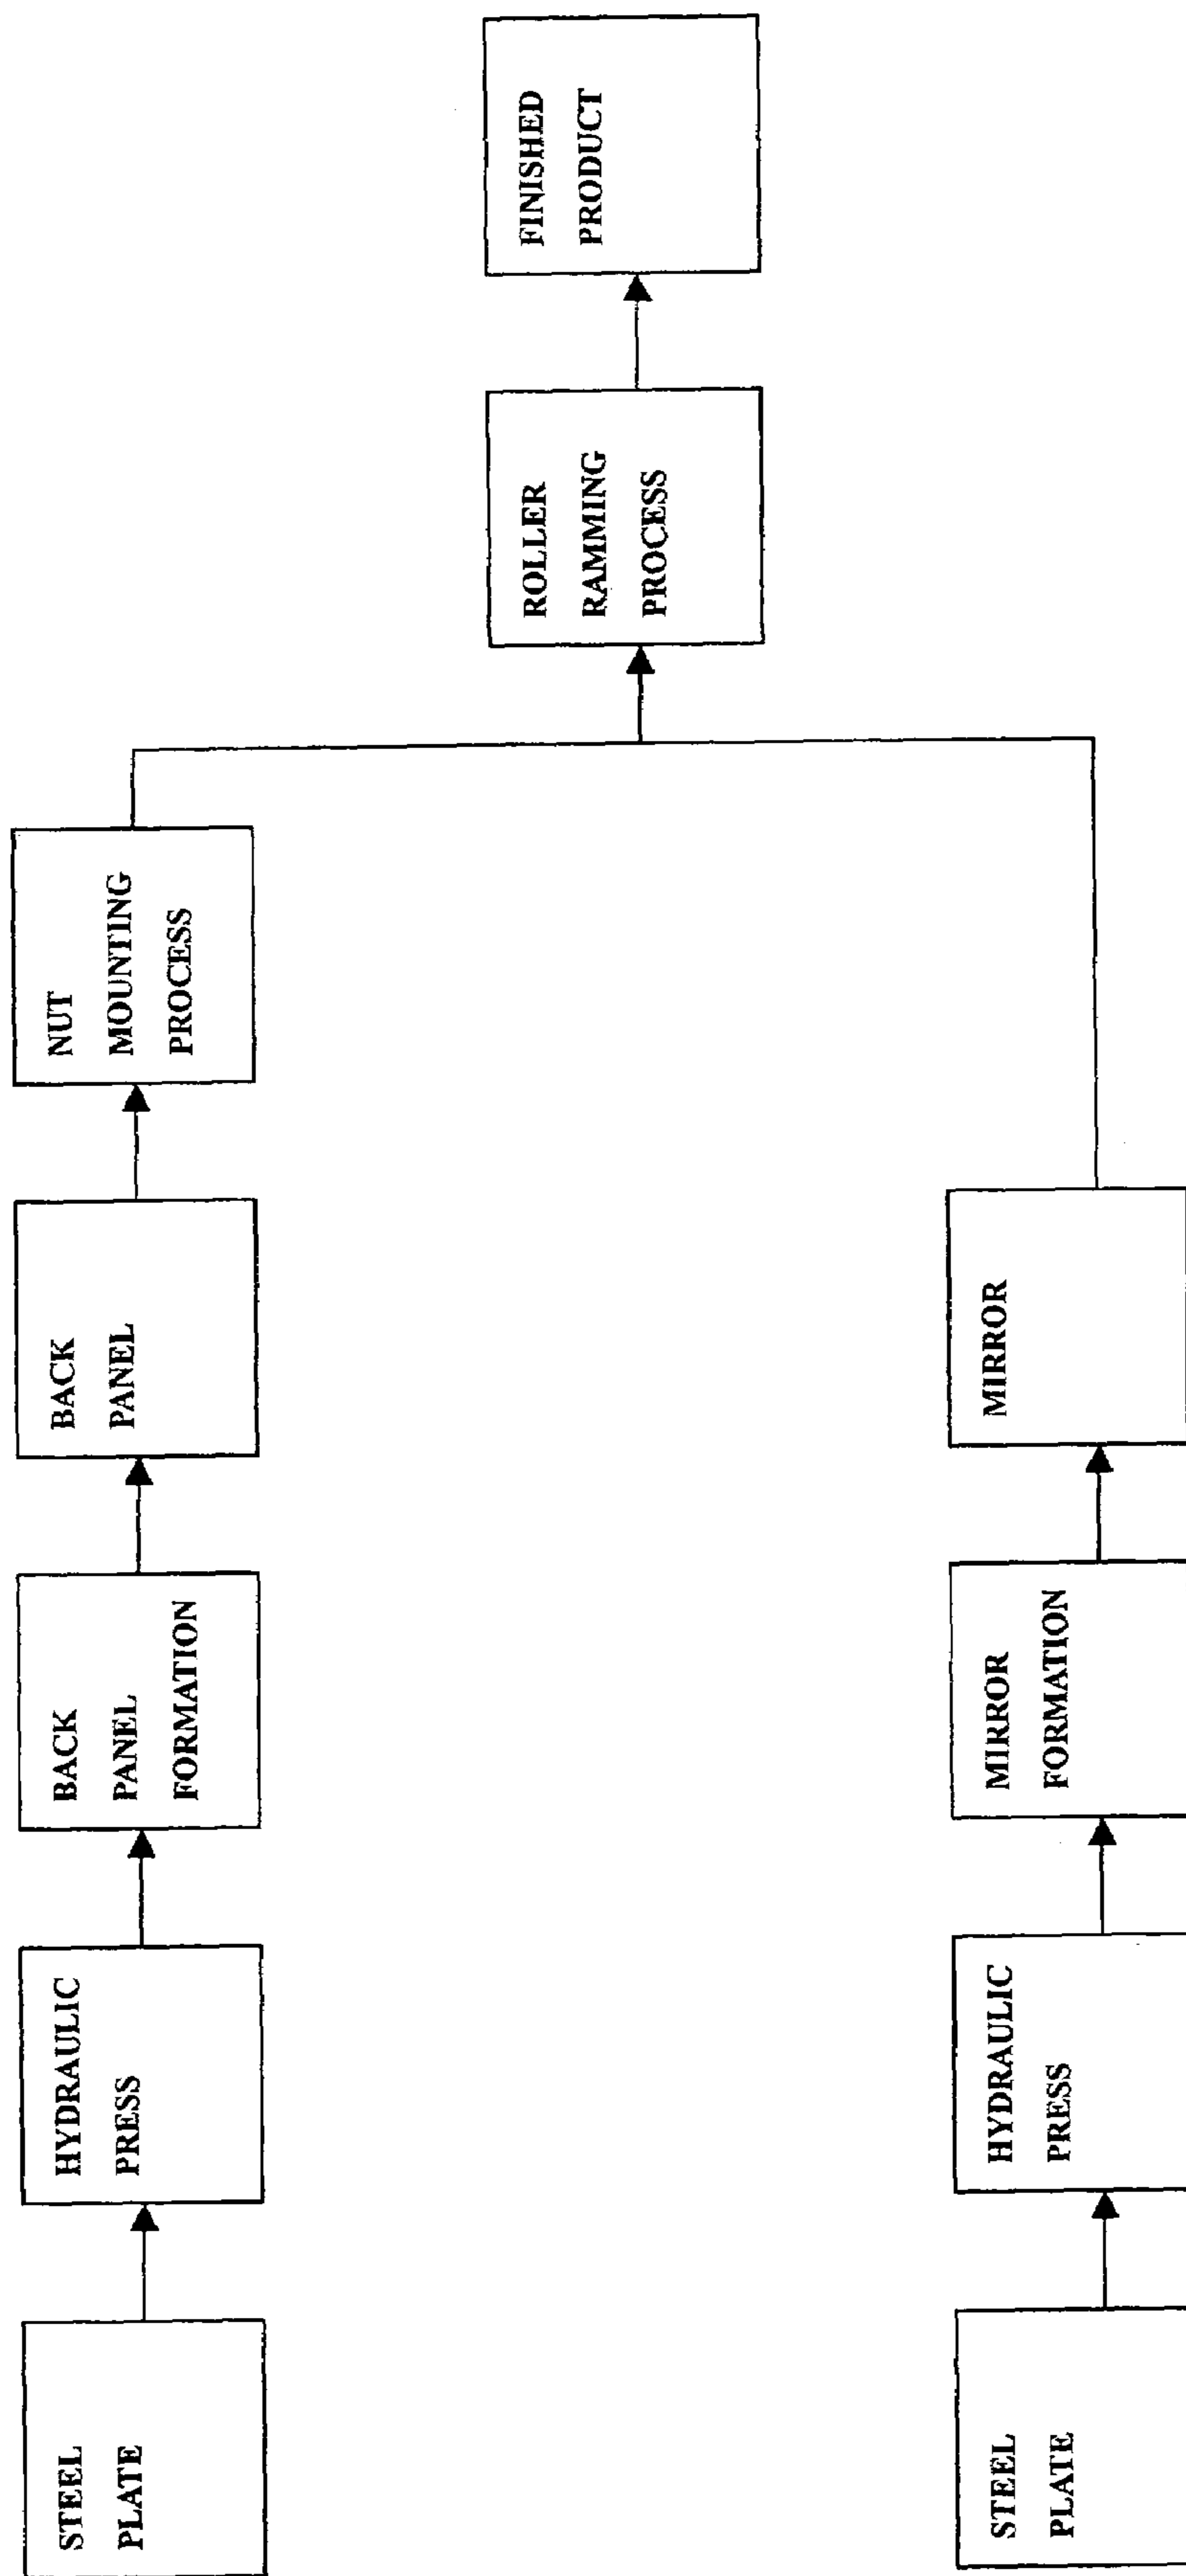 STEEL
PLATE
HYDRAULIC
PRESS
BACK
PANEL
FORMATION
BACK
PANEL
NUT
MOUNTING
PROCESS
STEEL
PLATE
HYDRAULIC
PRESS
MIRROR
FORMATION
MIRROR
ROLLER
RAMMING
PROCESS
FINISHED
PRODUCT